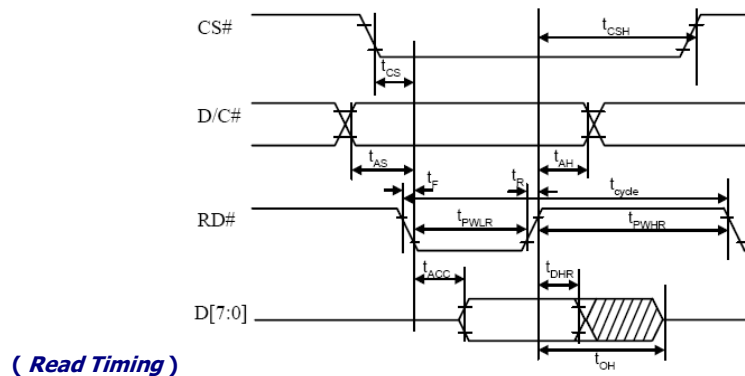 CS#
tCSH
tCS
D/C#
tAS
tAH
tF
tR
tcycle
RD#
tPWLR
tPWHR
tACC
tDHR
D[7:0]
tOH
( Read Timing )